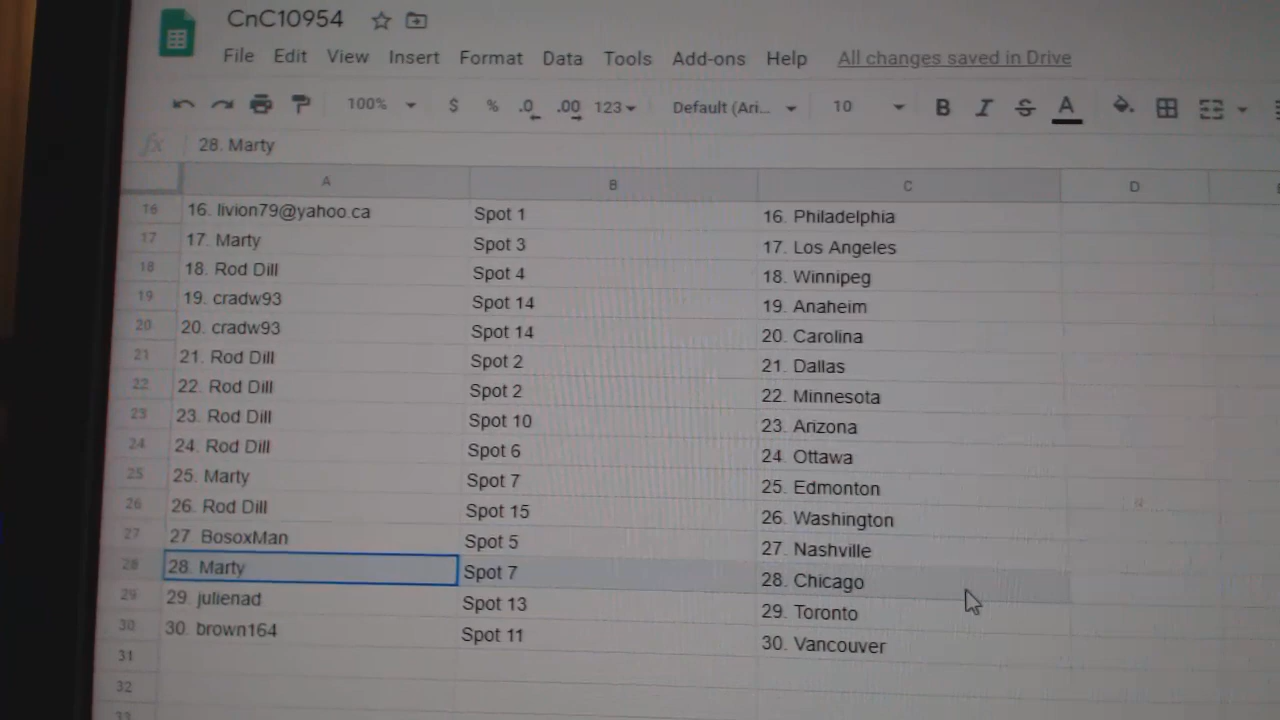 CnC10954
File Edit View Insert Format Data Tools Add-ons Help All changes saved in Drive
100% $ % .0 .00 123 Default (Ari... 10 B I S A
fx 28. Marty
A B C D
16 16. livion79@yahoo.ca Spot 1 16. Philadelphia
17 17. Marty Spot 3 17. Los Angeles
18 18. Rod Dill Spot 4 18. Winnipeg
19 19. cradw93 Spot 14 19. Anaheim
20 20. cradw93 Spot 14 20. Carolina
21 21. Rod Dill Spot 2 21. Dallas
22 22. Rod Dill Spot 2 22. Minnesota
23 23. Rod Dill Spot 10 23. Arizona
24 24. Rod Dill Spot 6 24. Ottawa
25 25. Marty Spot 7 25. Edmonton
26 26. Rod Dill Spot 15 26. Washington
27 27. BosoxMan Spot 5 27. Nashville
28 28. Marty Spot 7 28. Chicago
29 29. julienad Spot 13 29. Toronto
30 30. brown164 Spot 11 30. Vancouver
31
32
33